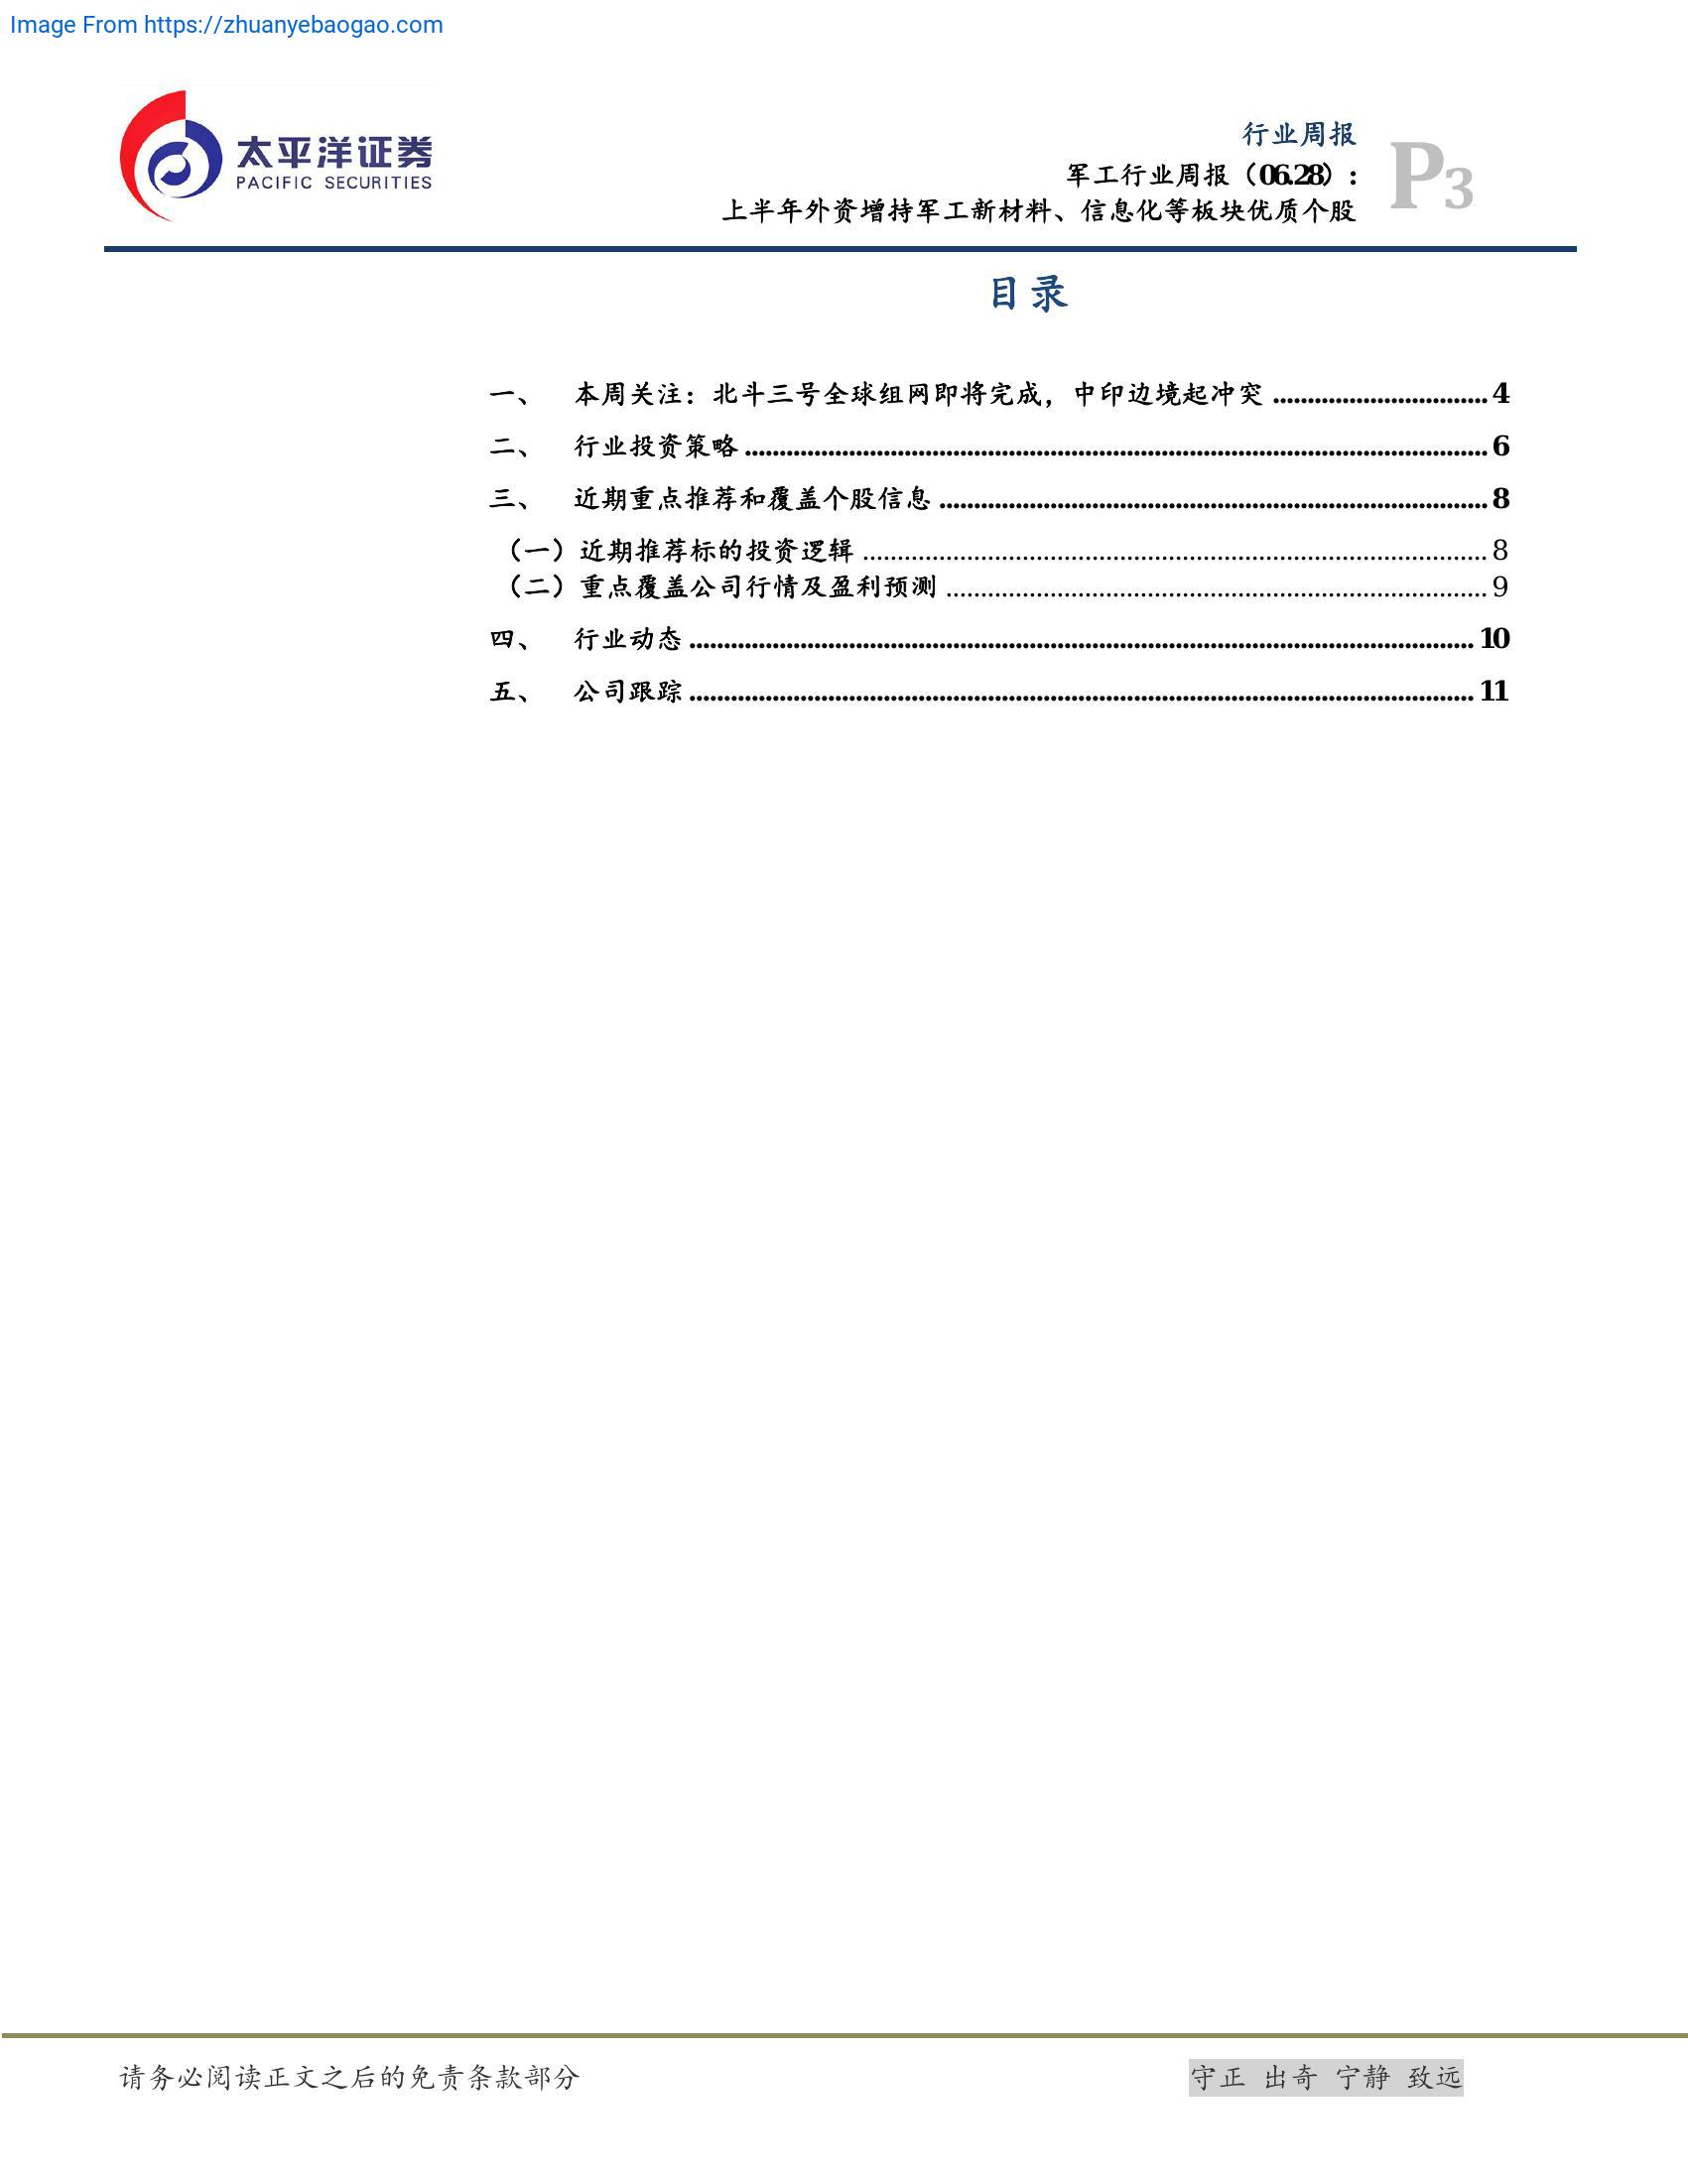 Image From https://zhuanyebaogao.com
太平洋证券
PACIFIC SECURITIES
行业周报
军工行业周报（06.28）:
上半年外资增持军工新材料、信息化等板块优质个股
P3
目录
一、 本周关注：北斗三号全球组网即将完成，中印边境起冲突 ............................... 4
二、 行业投资策略 ........................................................................................................... 6
三、 近期重点推荐和覆盖个股信息 ............................................................................... 8
（一）近期推荐标的投资逻辑 .......................................................................................... 8
（二）重点覆盖公司行情及盈利预测 .............................................................................. 9
四、 行业动态 ................................................................................................................. 10
五、 公司跟踪 ................................................................................................................. 11
请务必阅读正文之后的免责条款部分
守正 出奇 宁静 致远